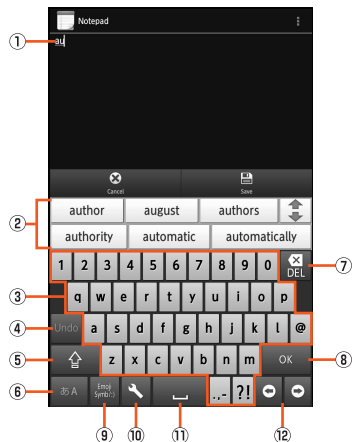 Notepad
① au
Cancel Save
② author august authors
authority automatic automatically
1 2 3 4 5 6 7 8 9 0 DEL ⑦
③ q w e r t y u i o p
④ Undo a s d f g h j k l @
⑤ z x c v b n m OK ⑧
⑥ あA Emoji Symb:-) .,- ?!
⑨ ⑩ ⑪ ⑫